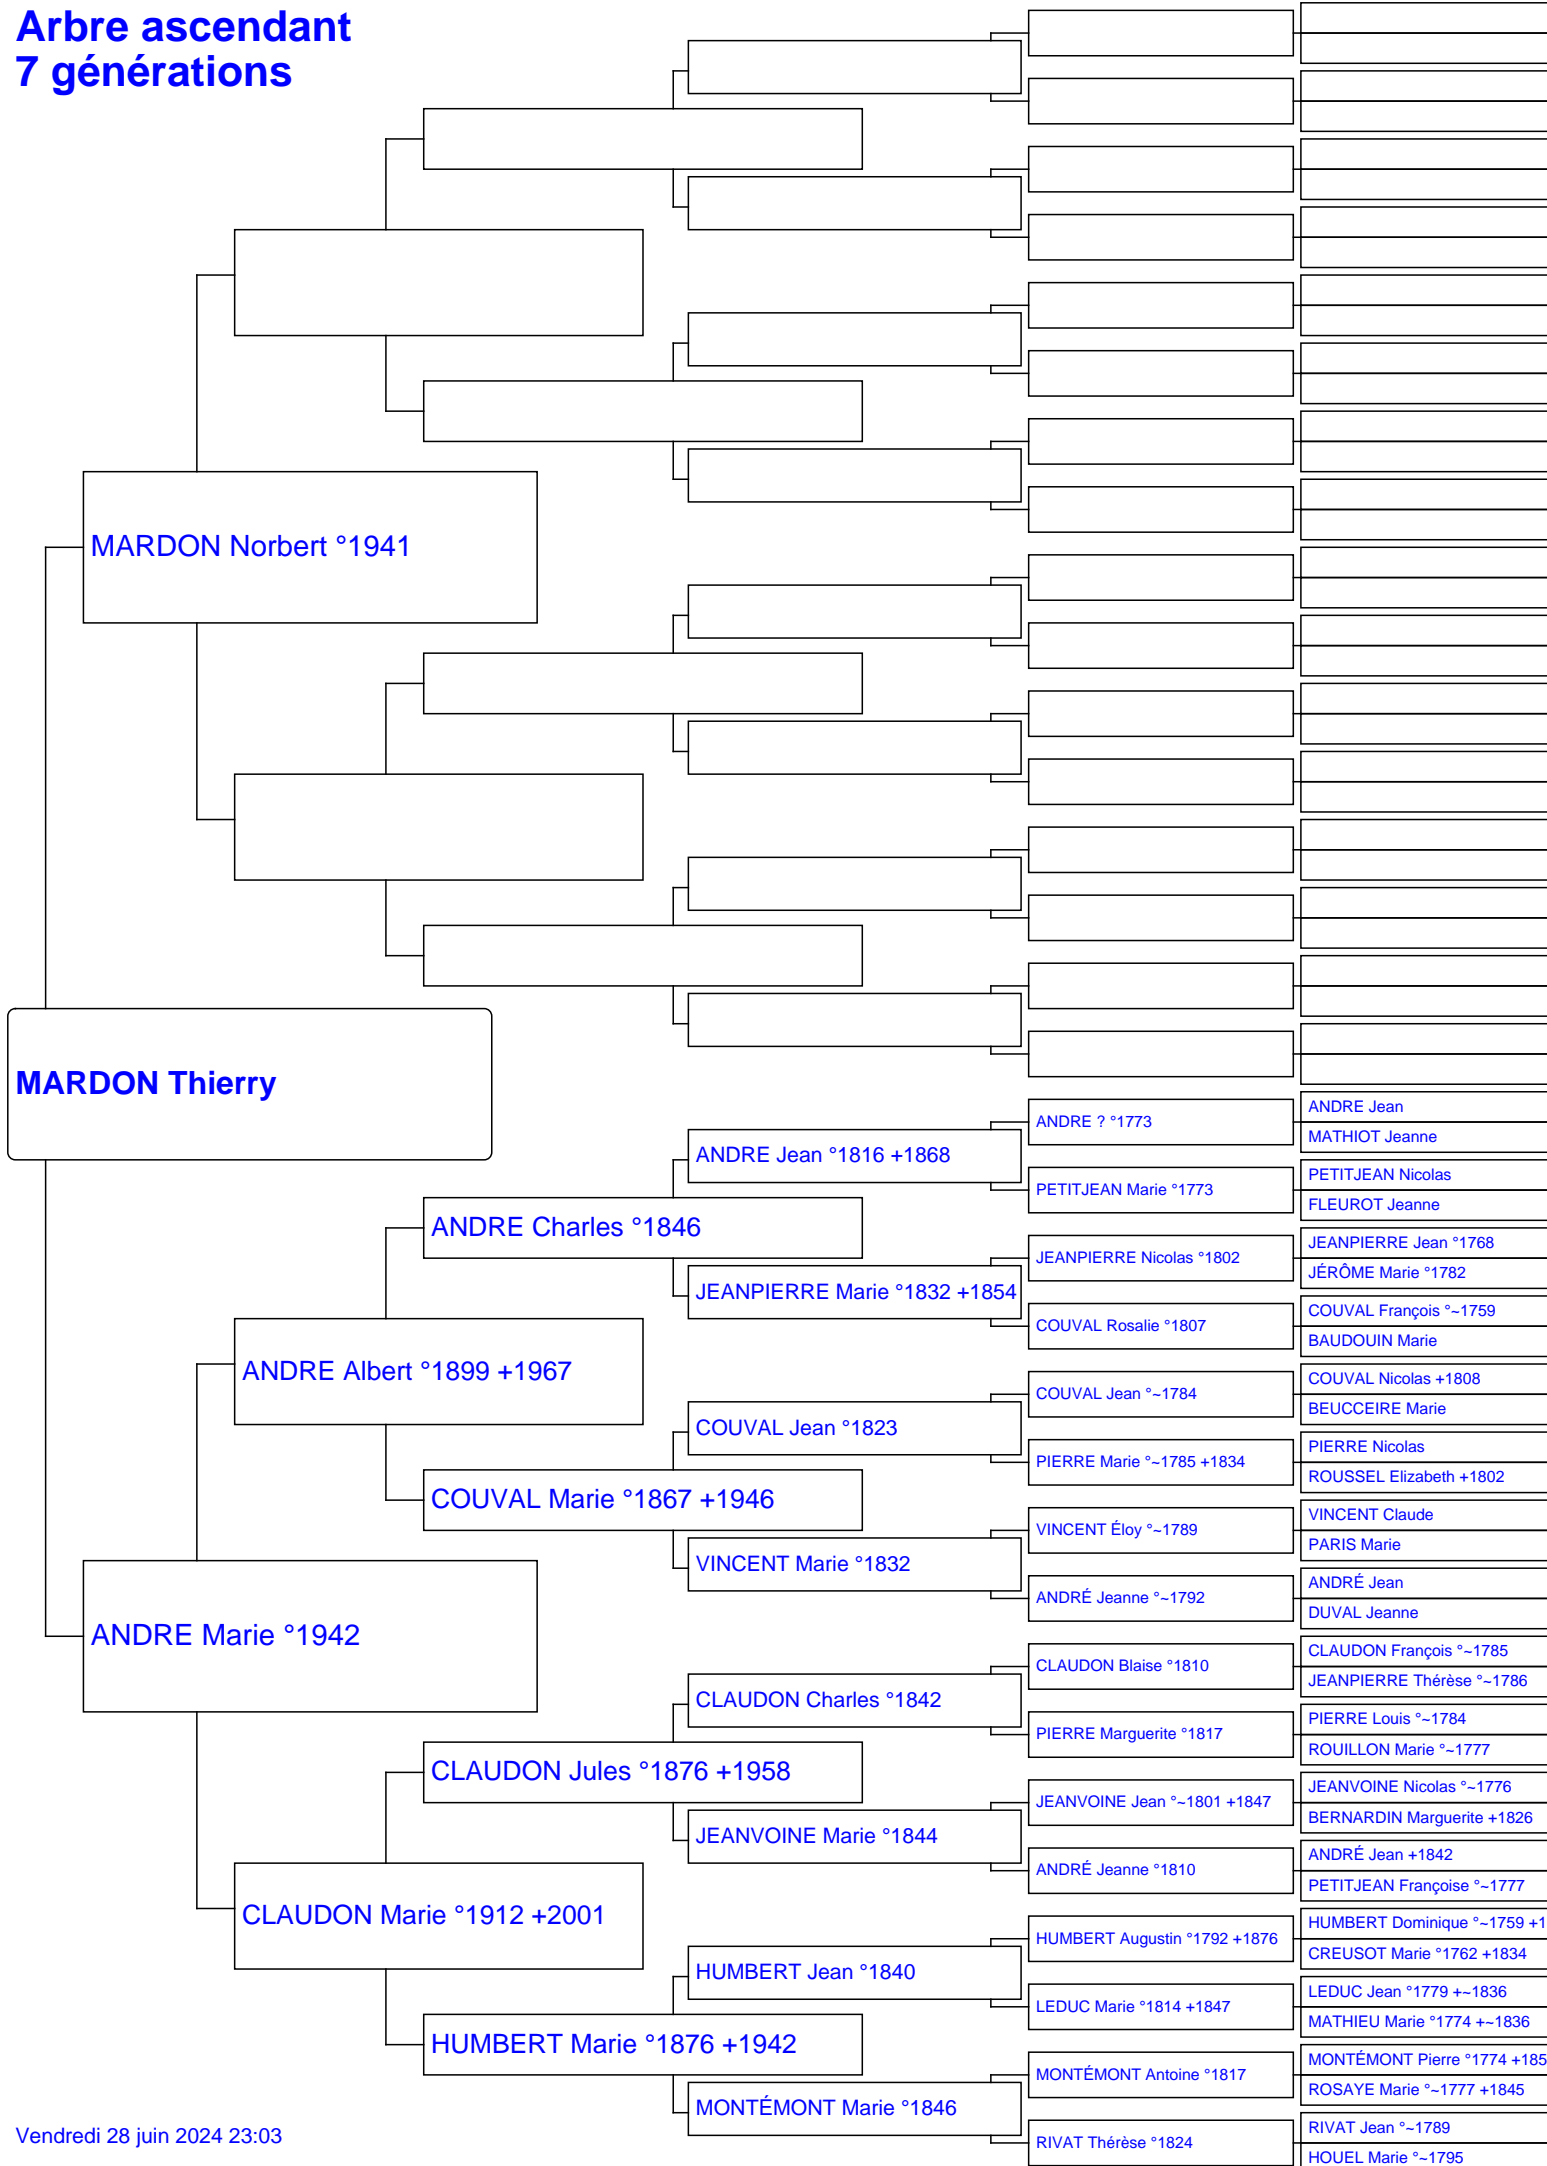 Arbre ascendant
7 générations
MARDON Norbert °1941
MARDON Thierry
ANDRE Marie °1942
ANDRE Albert °1899 +1967
CLAUDON Marie °1912 +2001
ANDRE Charles °1846
COUVAL Marie °1867 +1946
CLAUDON Jules °1876 +1958
HUMBERT Marie °1876 +1942
ANDRE Jean °1816 +1868
JEANPIERRE Marie °1832 +1854
COUVAL Jean °1823
VINCENT Marie °1832
CLAUDON Charles °1842
JEANVOINE Marie °1844
HUMBERT Jean °1840
MONTÉMONT Marie °1846
ANDRE ? °1773
PETITJEAN Marie °1773
JEANPIERRE Nicolas °1802
COUVAL Rosalie °1807
COUVAL Jean °~1784
PIERRE Marie °~1785 +1834
VINCENT Éloy °~1789
ANDRÉ Jeanne °~1792
CLAUDON Blaise °1810
PIERRE Marguerite °1817
JEANVOINE Jean °~1801 +1847
ANDRÉ Jeanne °1810
HUMBERT Augustin °1792 +1876
LEDUC Marie °1814 +1847
MONTÉMONT Antoine °1817
RIVAT Thérèse °1824
ANDRE Jean
MATHIOT Jeanne
PETITJEAN Nicolas
FLEUROT Jeanne
JEANPIERRE Jean °1768
JÉRÔME Marie °1782
COUVAL François °~1759
BAUDOUIN Marie
COUVAL Nicolas +1808
BEUCCEIRE Marie
PIERRE Nicolas
ROUSSEL Elizabeth +1802
VINCENT Claude
PARIS Marie
ANDRÉ Jean
DUVAL Jeanne
CLAUDON François °~1785
JEANPIERRE Thérèse °~1786
PIERRE Louis °~1784
ROUILLON Marie °~1777
JEANVOINE Nicolas °~1776
BERNARDIN Marguerite +1826
ANDRÉ Jean +1842
PETITJEAN Françoise °~1777
HUMBERT Dominique °~1759 +1
CREUSOT Marie °1762 +1834
LEDUC Jean °1779 +~1836
MATHIEU Marie °1774 +~1836
MONTÉMONT Pierre °1774 +185
ROSAYE Marie °~1777 +1845
RIVAT Jean °~1789
HOUEL Marie °~1795
Vendredi 28 juin 2024 23:03